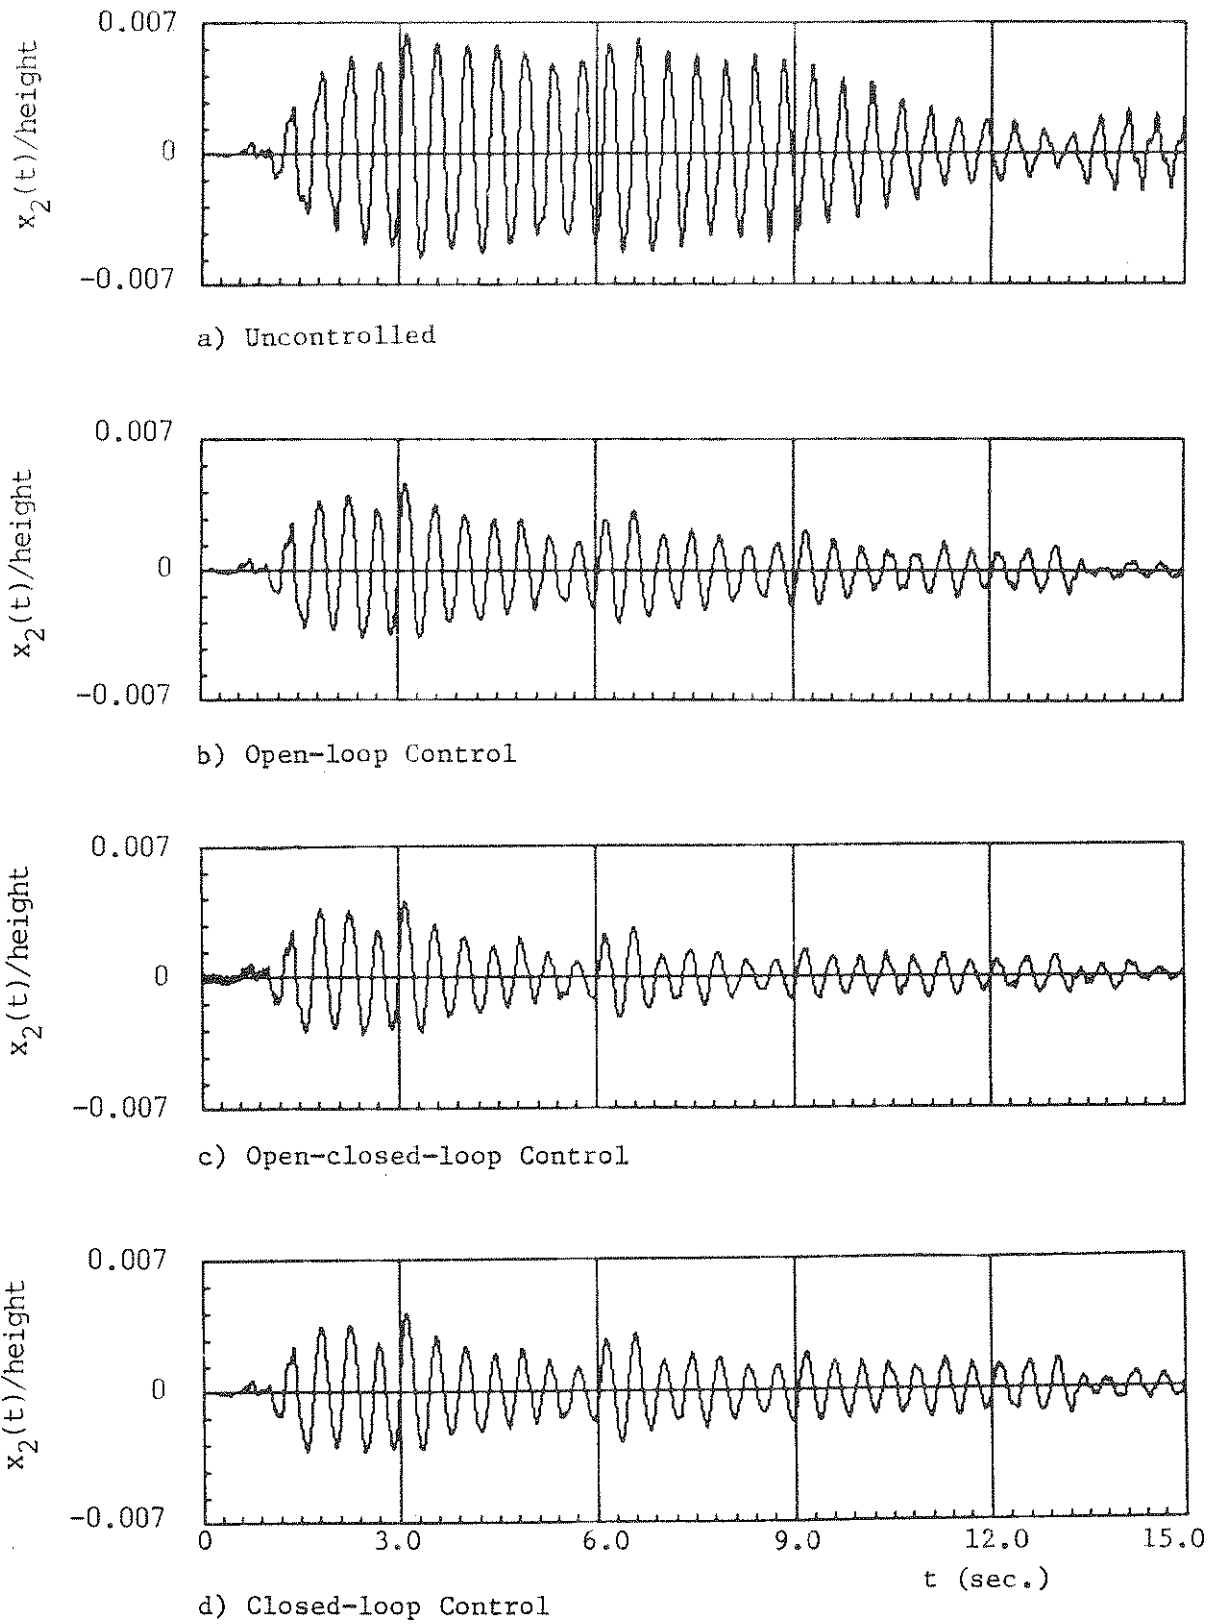 0.007
x2(t)/height
0
-0.007
a) Uncontrolled
0.007
x2(t)/height
0
-0.007
b) Open-loop Control
0.007
x2(t)/height
0
-0.007
c) Open-closed-loop Control
0.007
x2(t)/height
0
-0.007
0 3.0 6.0 9.0 12.0 15.0
t (sec.)
d) Closed-loop Control